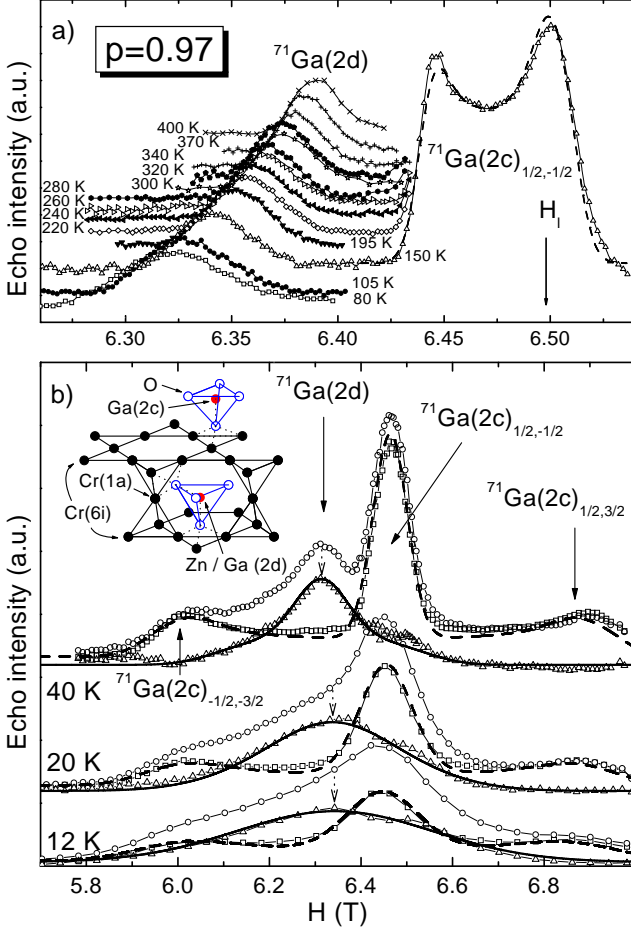 a)
p=0.97
⁷¹Ga(2d)
400 K
370 K
340 K
320 K
300 K
280 K
260 K
240 K
220 K
195 K
150 K
105 K
80 K
⁷¹Ga(2c)₁/₂,₋₁/₂
H_I
Echo intensity (a.u.)
6.30 6.35 6.40 6.45 6.50
b)
O
Ga(2c)
Cr(1a)
Cr(6i)
Zn / Ga (2d)
⁷¹Ga(2d)
⁷¹Ga(2c)₁/₂,₋₁/₂
⁷¹Ga(2c)₁/₂,₃/₂
⁷¹Ga(2c)₋₁/₂,₋₃/₂
40 K
20 K
12 K
Echo intensity (a.u.)
5.8 6.0 6.2 6.4 6.6 6.8
H (T)